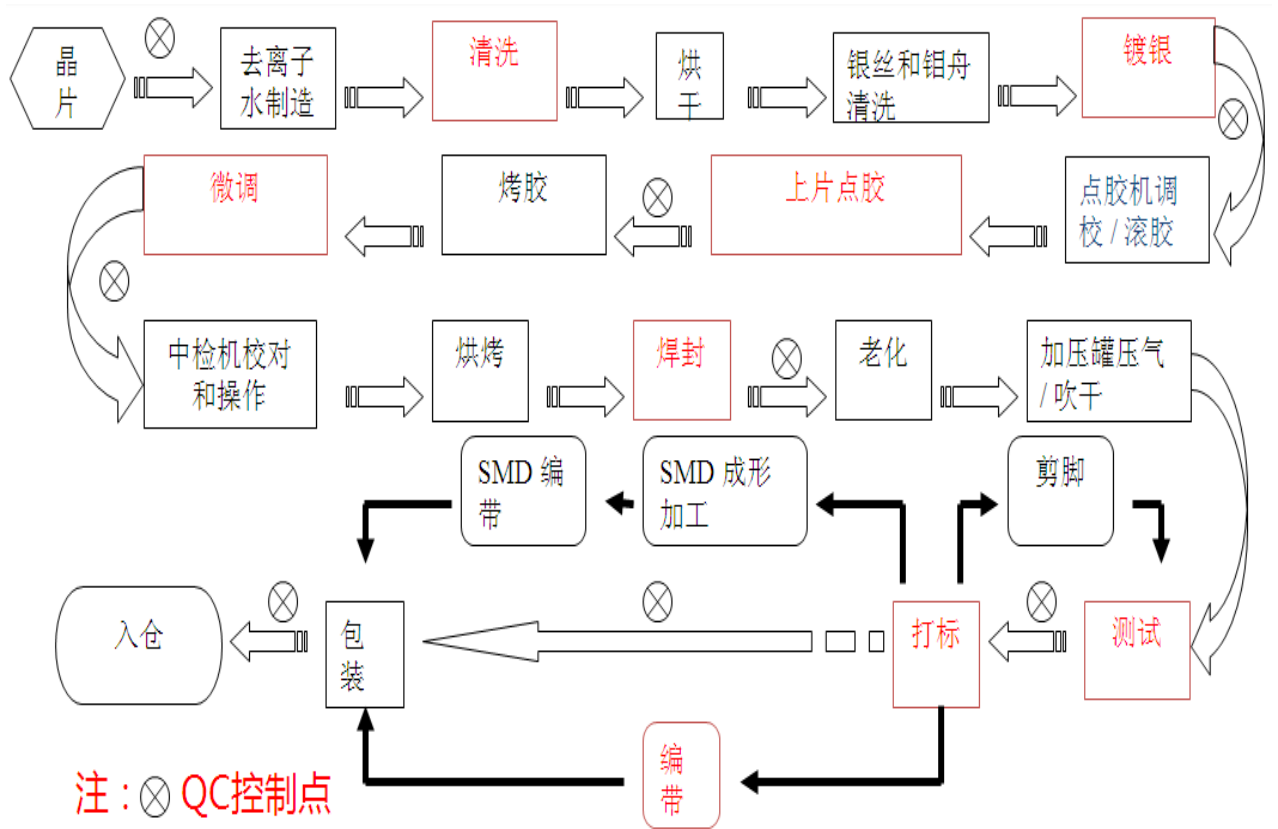 晶
片
去离子
水制造
清洗
烘
干
银丝和钼舟
清洗
镀银
微调
烤胶
上片点胶
点胶机调
校 / 滚胶
中检机校对
和操作
烘烤
焊封
老化
加压罐压气
/ 吹干
SMD 编
带
SMD 成形
加工
剪脚
入仓
包
装
打标
测试
编
带
注：QC控制点